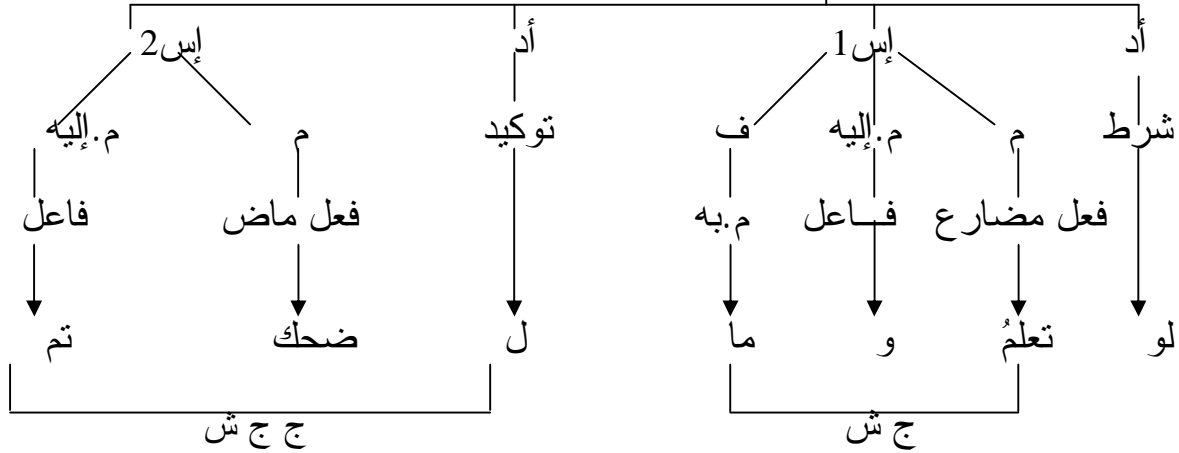 أد إس1 أد إس2
شرط م م.إليه ف توكيد م م.إليه
فعل مضارع فــاعل م.به فعل ماض فاعل
لو تعلمُ و ما ل ضحك تم
ج ش ج ج ش